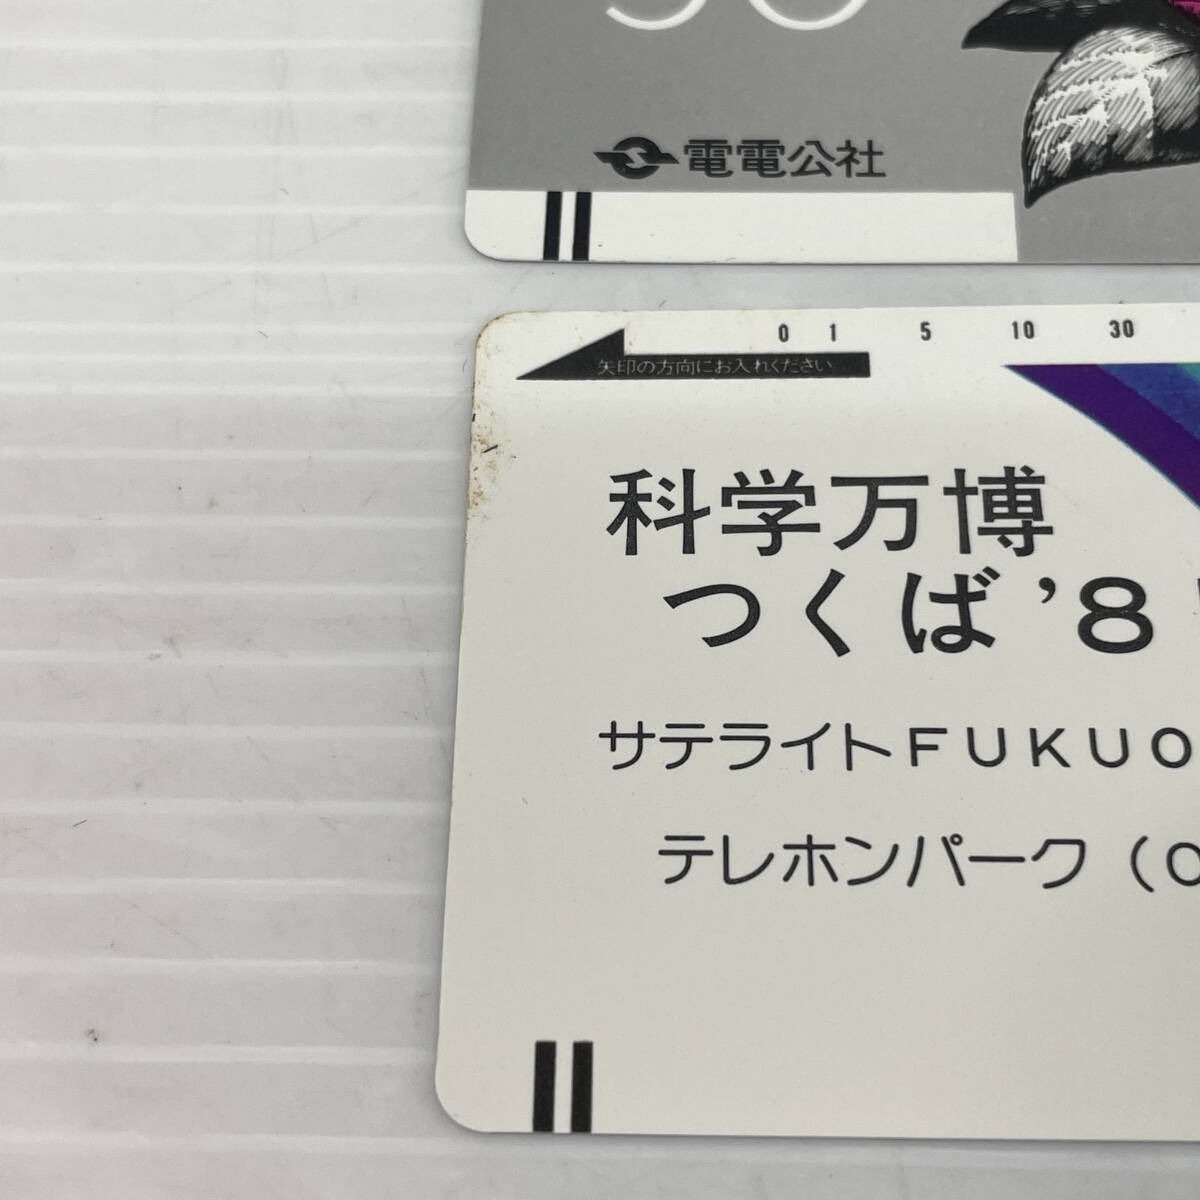 電電公社
0 1 5 10 30
矢印の方向にお入れください
科学万博
つくば '8
サテライトFUKUO
テレホンパーク (0